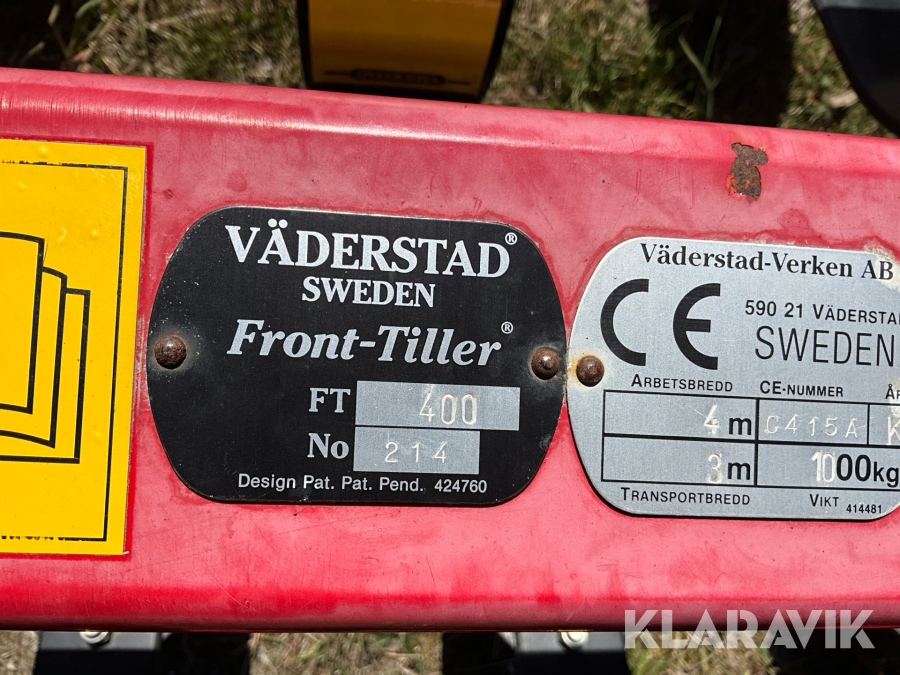 VÄDERSTAD®
SWEDEN
Front-Tiller®
FT 400
No 214
Design Pat. Pat. Pend. 424760
Väderstad-Verken AB
CE 590 21 VÄDERSTA
SWEDEN
ARBETSBREDD CE-NUMMER
4 m C415A K
3 m 1000kg
TRANSPORTBREDD VIKT 414481
KLARAVIK